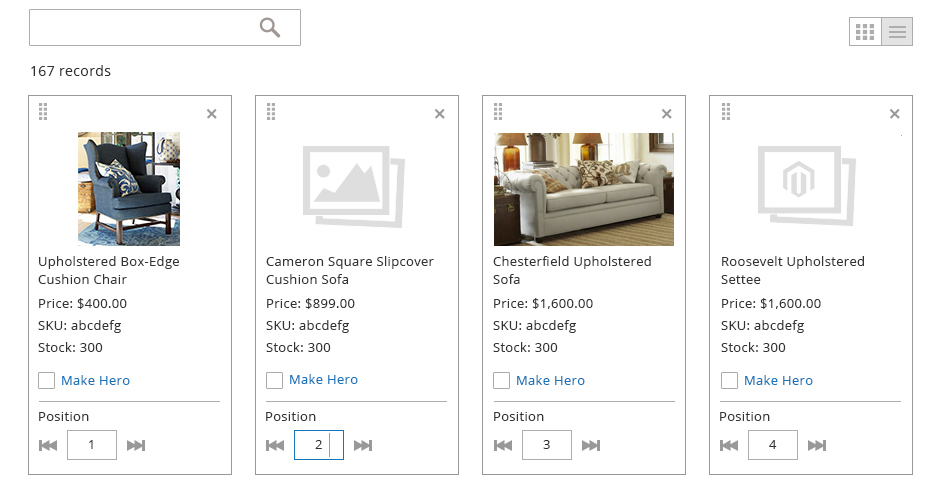 167 records
Upholstered Box-Edge
Cushion Chair
Price: $400.00
SKU: abcdefg
Stock: 300
Make Hero
Position
1
Cameron Square Slipcover
Cushion Sofa
Price: $899.00
SKU: abcdefg
Stock: 300
Make Hero
Position
2
Chesterfield Upholstered
Sofa
Price: $1,600.00
SKU: abcdefg
Stock: 300
Make Hero
Position
3
Roosevelt Upholstered
Settee
Price: $1,600.00
SKU: abcdefg
Stock: 300
Make Hero
Position
4